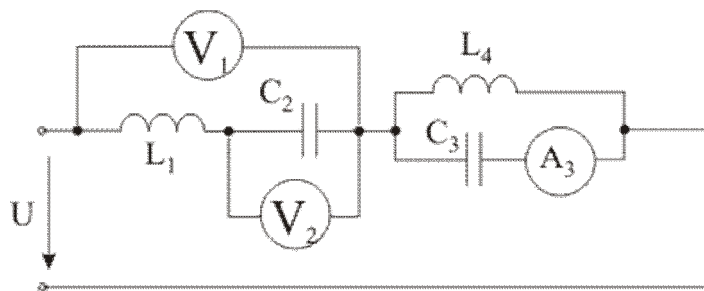 V₁
L₄
C₂
C₃
A₃
L₁
U
V₂